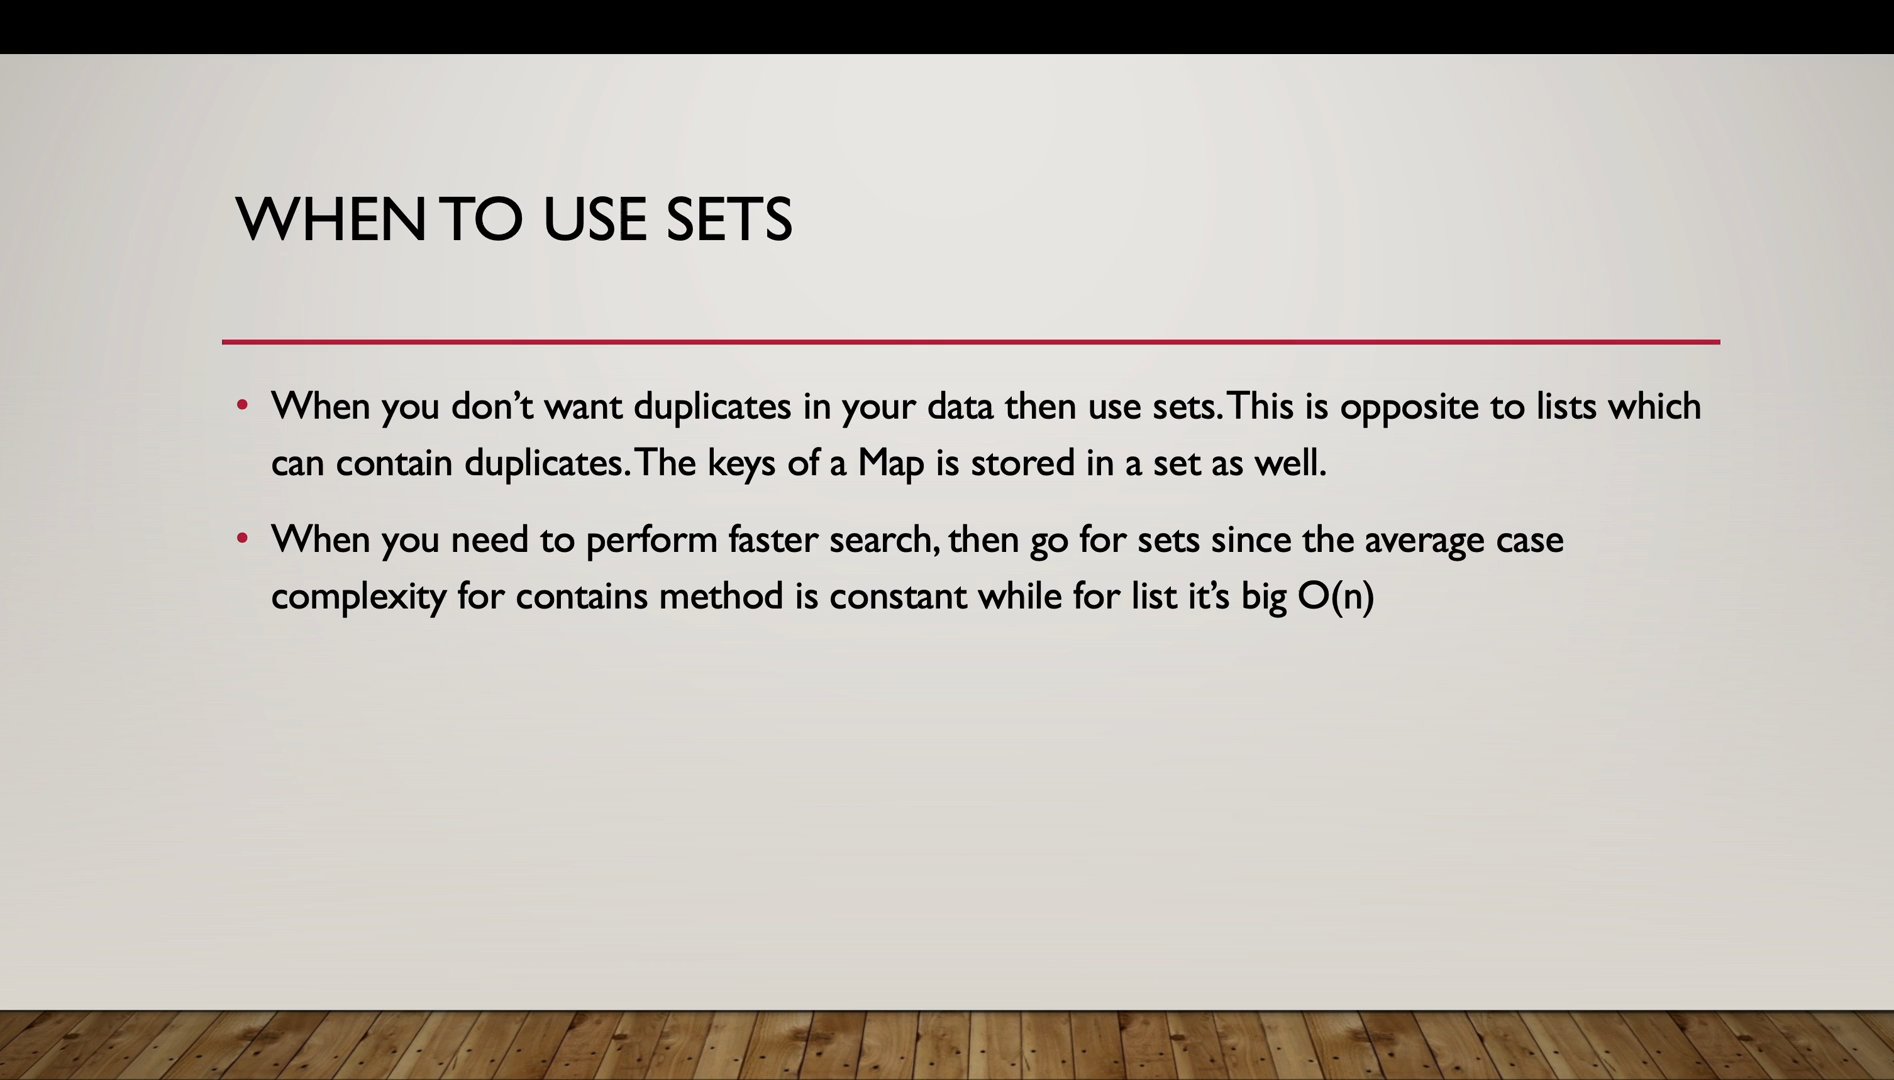 WHEN TO USE SETS
• When you don’t want duplicates in your data then use sets. This is opposite to lists which
can contain duplicates. The keys of a Map is stored in a set as well.
• When you need to perform faster search, then go for sets since the average case
complexity for contains method is constant while for list it’s big O(n)